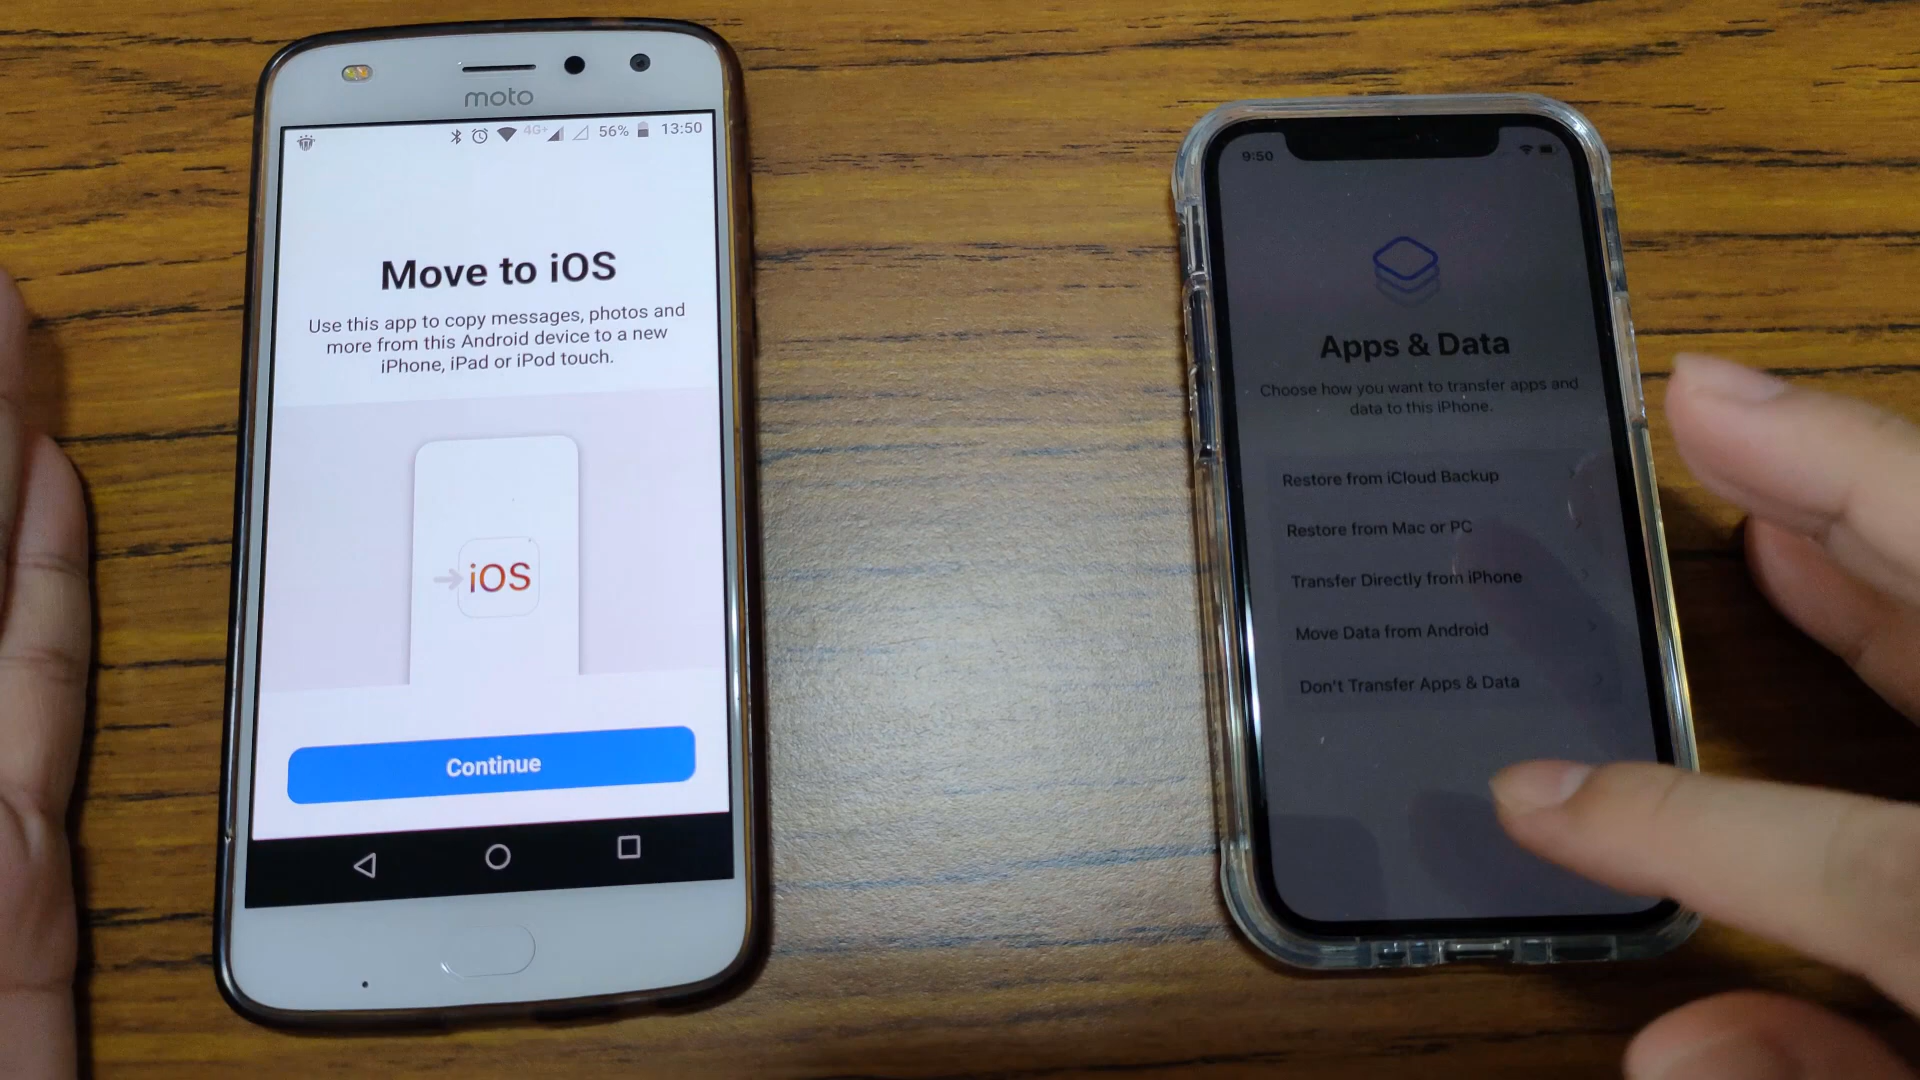 moto
4G+ 56% 13:50
Move to iOS
Use this app to copy messages, photos and
more from this Android device to a new
iPhone, iPad or iPod touch.
iOS
Continue
9:50
Apps & Data
Choose how you want to transfer apps and
data to this iPhone.
Restore from iCloud Backup
Restore from Mac or PC
Transfer Directly from iPhone
Move Data from Android
Don't Transfer Apps & Data